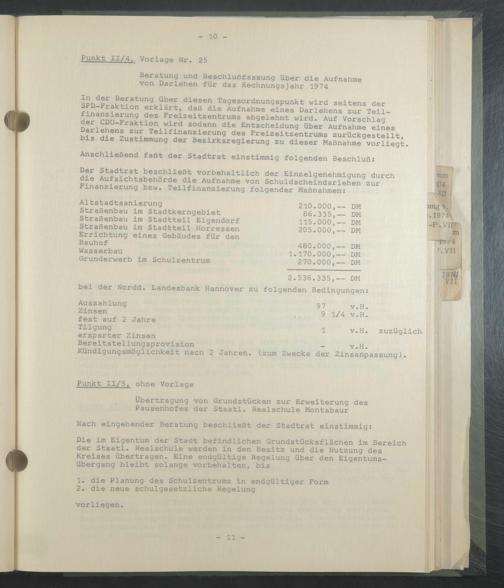 - 10 -
Punkt II/4, Vorlage Nr. 25
Beratung und Beschlußfassung über die Aufnahme
von Darlehen für das Rechnungsjahr 1974
In der Beratung über diesen Tagesordnungspunkt wird seitens der
SPD-Fraktion erklärt, daß die Aufnahme eines Darlehens zur Teil-
finanzierung des Freizeitzentrums abgelehnt wird. Auf Vorschlag
der CDU-Fraktion wird sodann die Entscheidung über Aufnahme eines
Darlehens zur Teilfinanzierung des Freizeitzentrums zurückgestellt,
bis die Zustimmung der Bezirksregierung zu dieser Maßnahme vorliegt.
Anschließend faßt der Stadtrat einstimmig folgenden Beschluß:
Der Stadtrat beschließt vorbehaltlich der Einzelgenehmigung durch
die Aufsichtsbehörde die Aufnahme von Schuldscheindarlehen zur
Finanzierung bzw. Teilfinanzierung folgender Maßnahmen:
Altstadtsanierung 210.000,-- DM
Straßenbau im Stadtkerngebiet 86.335,-- DM
Straßenbau im Stadtteil Elgendorf 115.000,-- DM
Straßenbau im Stadtteil Horressen 205.000,-- DM
Errichtung eines Gebäudes für den
Bauhof 480.000,-- DM
Wasserbau 1.170.000,-- DM
Grunderwerb im Schulzentrum 270.000,-- DM
2.536.335,-- DM
bei der Nordd. Landesbank Hannover zu folgenden Bedingungen:
Auszahlung 97 v.H.
Zinsen 9 1/4 v.H.
fest auf 2 Jahre
Tilgung 1 v.H. zuzüglich
ersparter Zinsen
Bereitstellungsprovision - v.H.
Kündigungsmöglichkeit nach 2 Jahren. (zum Zwecke der Zinsanpassung).
Punkt II/5, ohne Vorlage
Übertragung von Grundstücken zur Erweiterung des
Pausenhofes der Staatl. Realschule Montabaur
Nach eingehender Beratung beschließt der Stadtrat einstimmig:
Die im Eigentum der Stadt befindlichen Grundstücksflächen im Bereich
der Staatl. Realschule werden in den Besitz und die Nutzung des
Kreises übertragen. Eine endgültige Regelung über den Eigentums-
übergang bleibt solange vorbehalten, bis
1. die Planung des Schulzentrums in endgültiger Form
2. die neue schulgesetzliche Regelung
vorliegen.
- 11 -